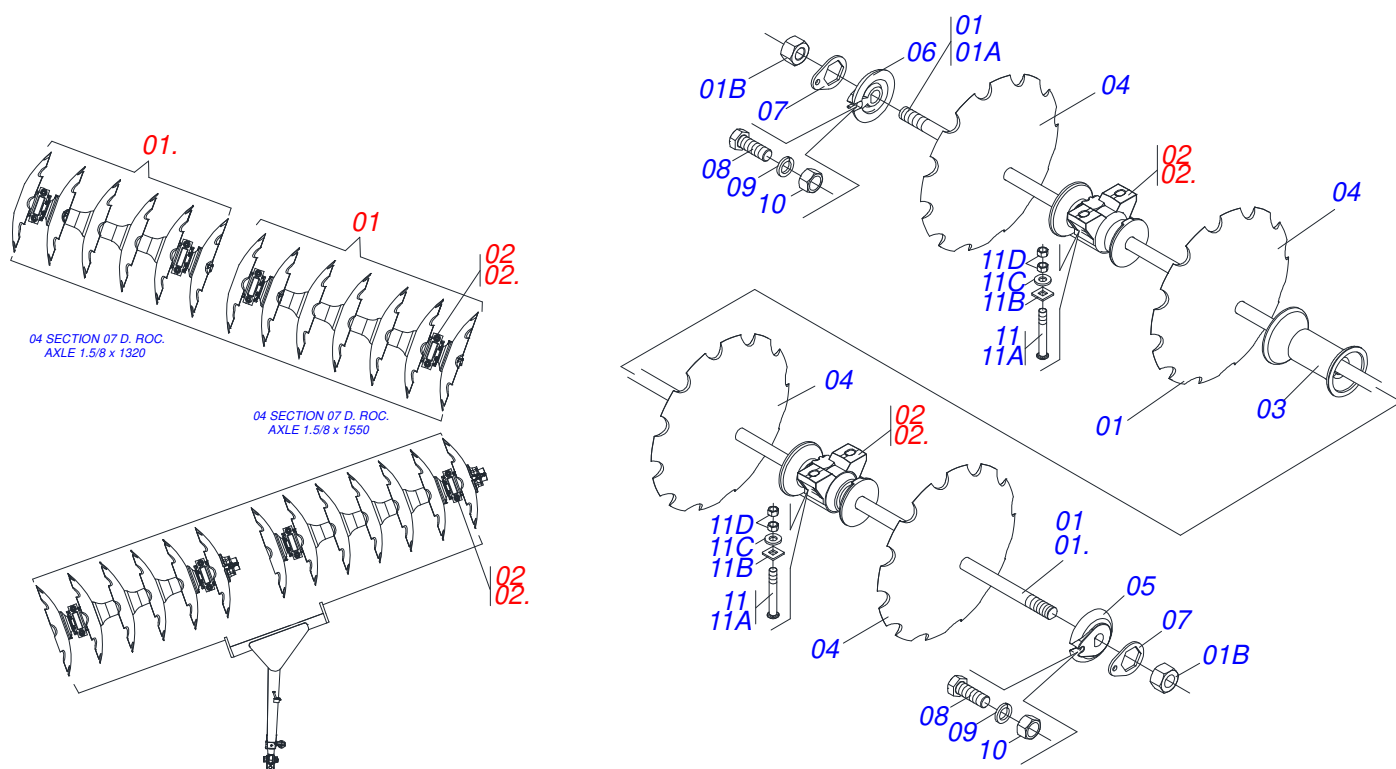 01.
01
02
02.
04 SECTION 07 D. ROC.
AXLE 1.5/8 x 1320
04 SECTION 07 D. ROC.
AXLE 1.5/8 x 1550
02
02.
01
01A
06
01B
07
04
08
09
10
02
02.
04
11D
11C
11B
11
11A
03
01
04
02
02.
11D
11C
11B
11
11A
01
01.
04
05
07
01B
08
09
10